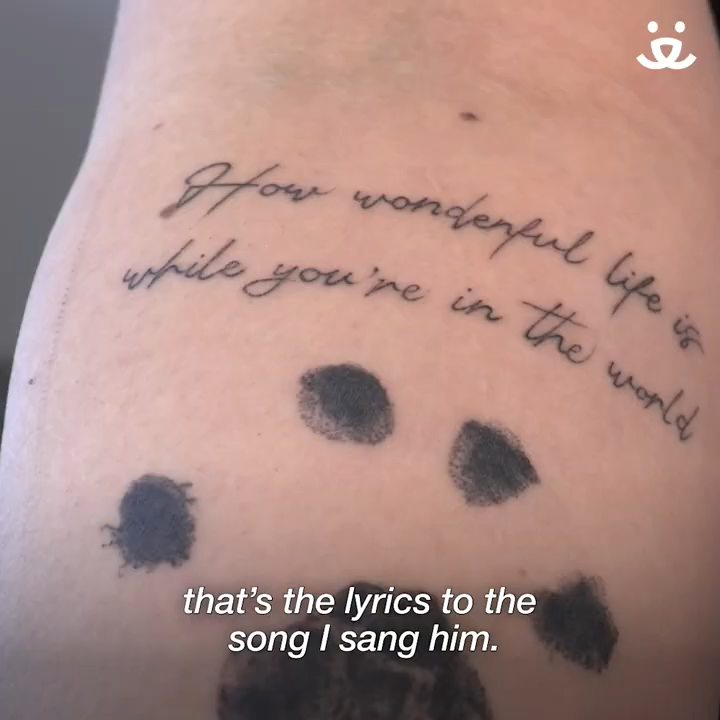 How wonderful life is
while you're in the world
that's the lyrics to the
song I sang him.